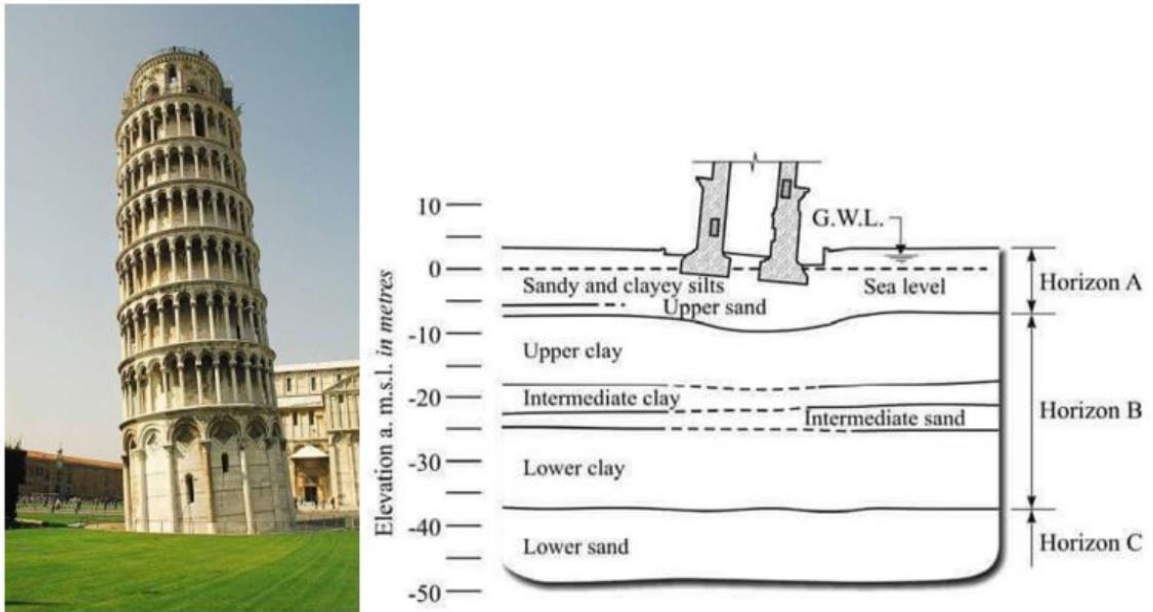 Elevation a. m.s.l. in metres
10
0
-10
-20
-30
-40
-50
G.W.L.
Sandy and clayey silts
Sea level
Upper sand
Upper clay
Intermediate clay
Intermediate sand
Lower clay
Lower sand
Horizon A
Horizon B
Horizon C